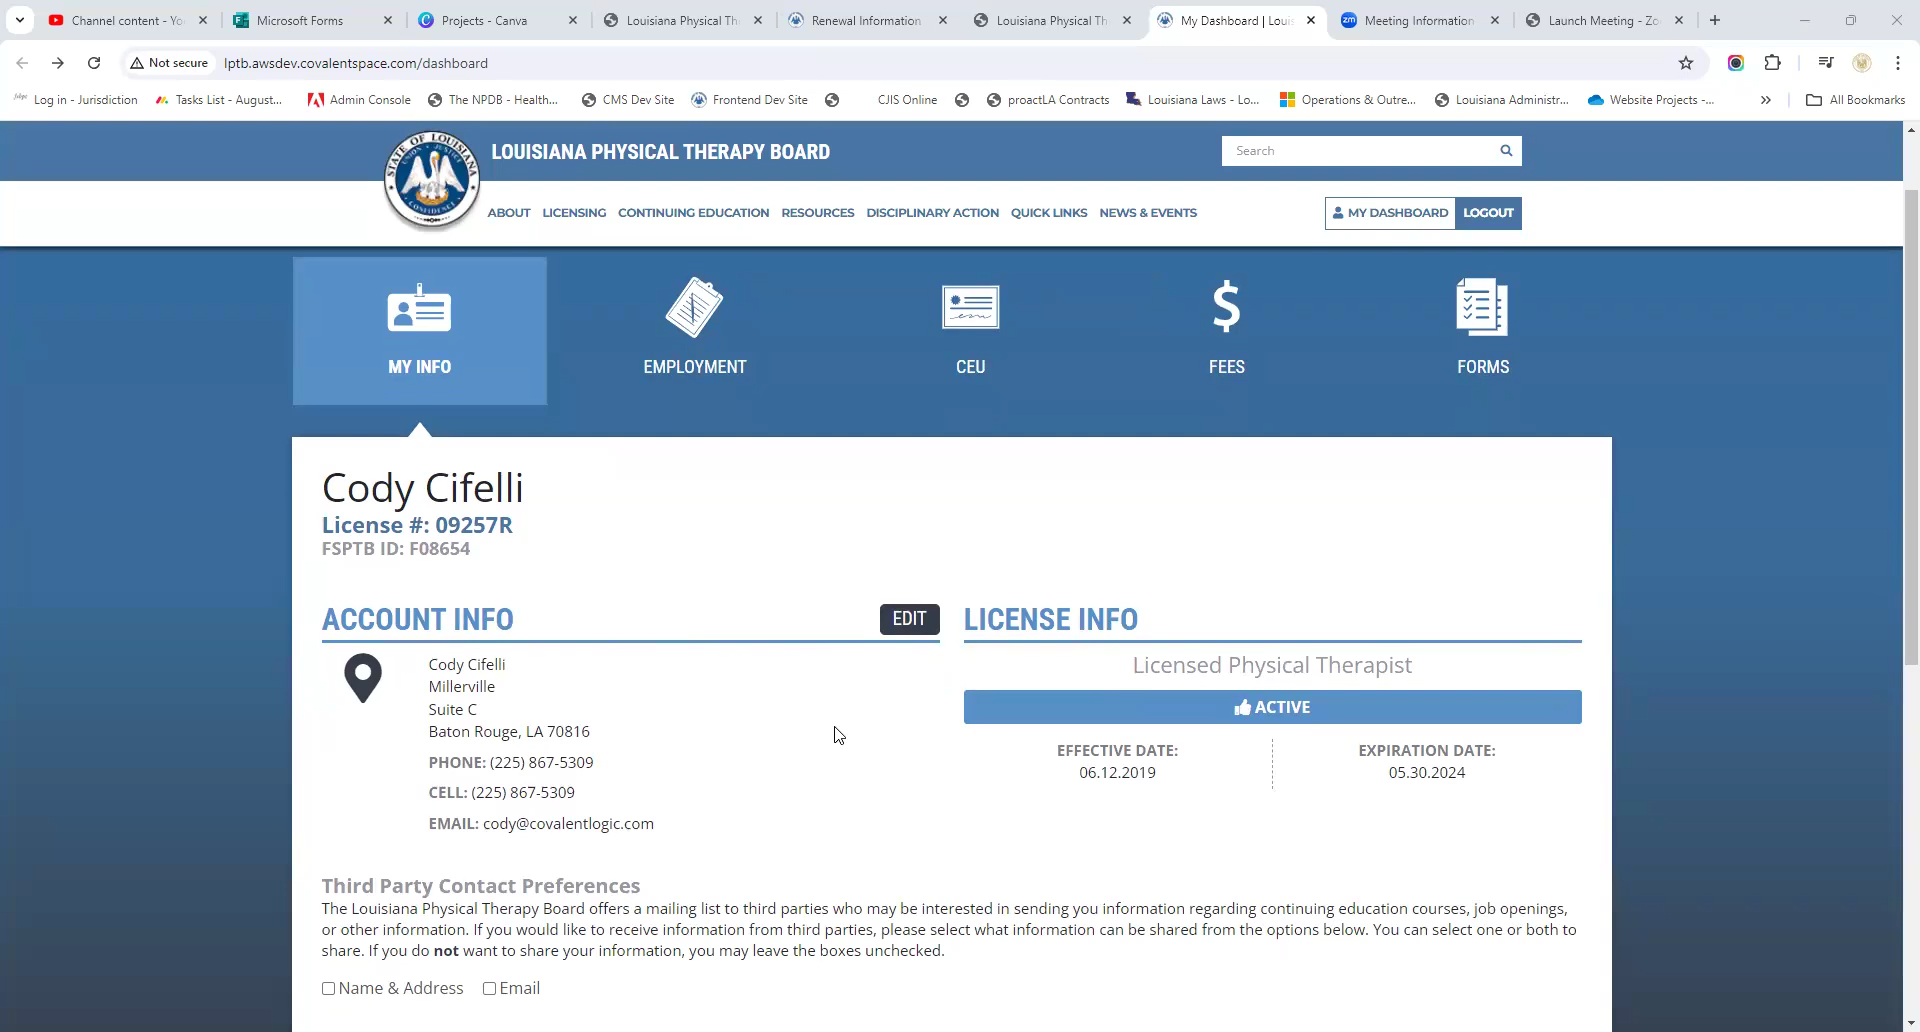 Channel content - Yo
Microsoft Forms
Projects - Canva
Louisiana Physical Th
Renewal Information
Louisiana Physical Th
My Dashboard | Louis
zm Meeting Information
Launch Meeting - Zo
Not secure
lptb.awsdev.covalentspace.com/dashboard
Log in - Jurisdiction
Tasks List - August...
Admin Console
The NPDB - Health...
CMS Dev Site
Frontend Dev Site
CJIS Online
proactLA Contracts
Louisiana Laws - Lo...
Operations & Outre...
Louisiana Administr...
Website Projects -...
All Bookmarks
STATE OF LOUISIANA
UNION JUSTICE
CONFIDENCE
LOUISIANA PHYSICAL THERAPY BOARD
Search
ABOUT LICENSING CONTINUING EDUCATION RESOURCES DISCIPLINARY ACTION QUICK LINKS NEWS & EVENTS
MY DASHBOARD LOGOUT
MY INFO
EMPLOYMENT
CEU
$
FEES
FORMS
Cody Cifelli
License #: 09257R
FSPTB ID: F08654
ACCOUNT INFO
EDIT
Cody Cifelli
Millerville
Suite C
Baton Rouge, LA 70816
PHONE: (225) 867-5309
CELL: (225) 867-5309
EMAIL: cody@covalentlogic.com
LICENSE INFO
Licensed Physical Therapist
ACTIVE
EFFECTIVE DATE:
06.12.2019
EXPIRATION DATE:
05.30.2024
Third Party Contact Preferences
The Louisiana Physical Therapy Board offers a mailing list to third parties who may be interested in sending you information regarding continuing education courses, job openings,
or other information. If you would like to receive information from third parties, please select what information can be shared from the options below. You can select one or both to
share. If you do not want to share your information, you may leave the boxes unchecked.
Name & Address
Email